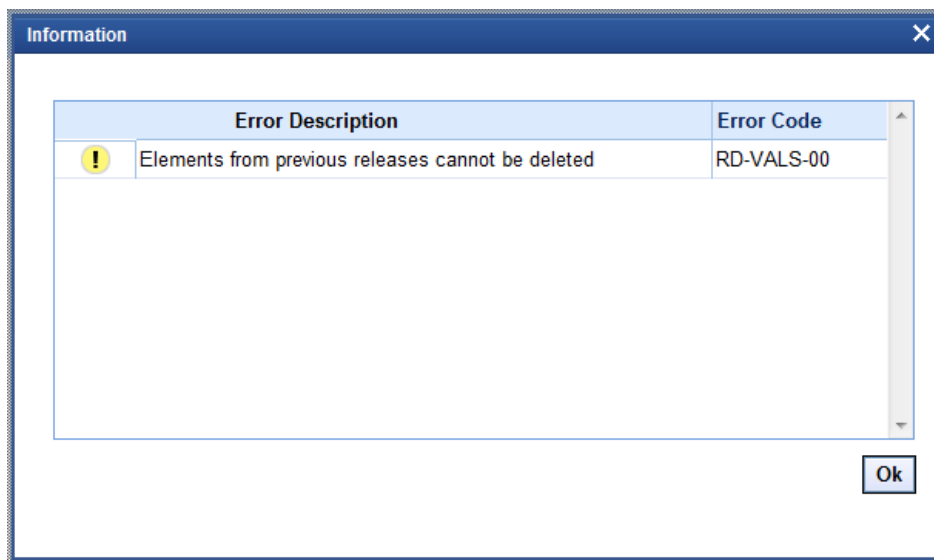 Information
Error Description Error Code
! Elements from previous releases cannot be deleted RD-VALS-00
Ok